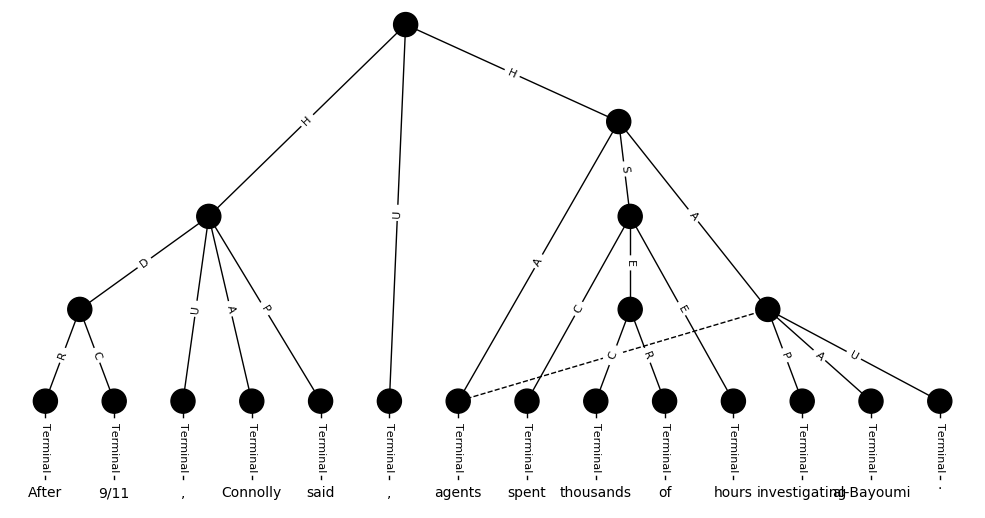 H
H
S
H
U
A
A
D
U
A
P
C
E
E
R
C
C
R
P
A
U
Terminal Terminal Terminal Terminal Terminal Terminal Terminal Terminal Terminal Terminal Terminal Terminal Terminal Terminal
After 9/11 , Connolly said , agents spent thousands of hours investigating al-Bayoumi .